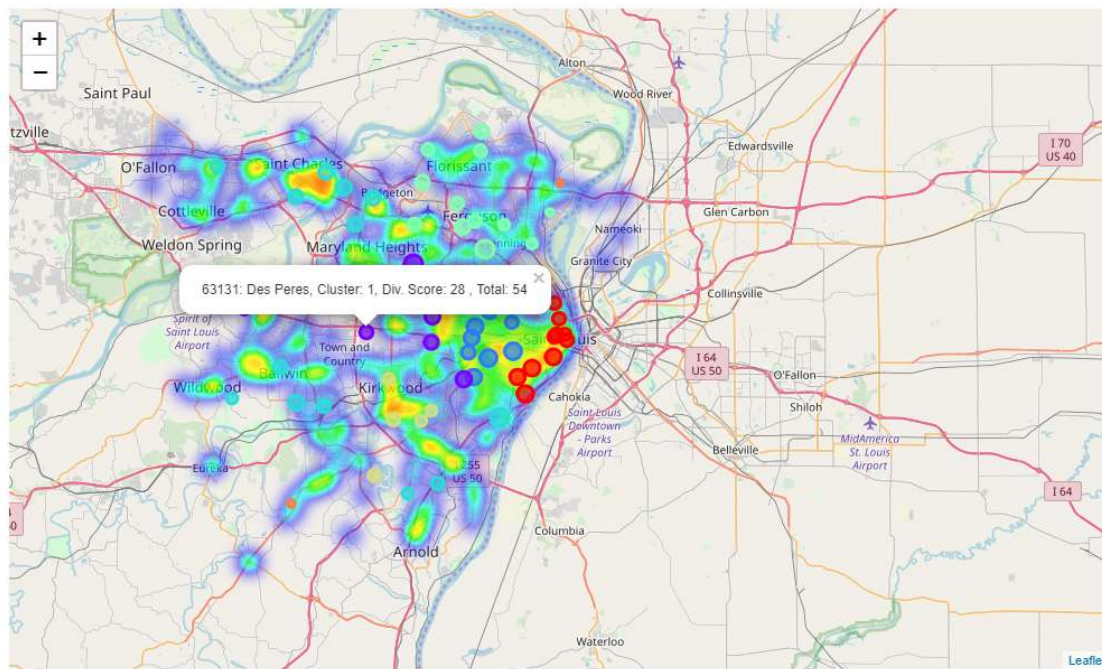 +
−
Alton
Wood River
Saint Paul
tzville
I 70
US 40
Edwardsville
O'Fallon
Saint Charles
Florissant
Cottleville
Ferguson
Glen Carbon
Weldon Spring
Maryland Heights
Nameoki
Granite City
63131: Des Peres, Cluster: 1, Div. Score: 28 , Total: 54
×
Collinsville
Spirit of
Saint Louis
Airport
Town and
Country
I 64
US 50
O'Fallon
Ballwin
Wildwood
Kirkwood
Cahokia
Shiloh
Saint Louis
Downtown
- Parks
Airport
MidAmerica
St. Louis
Airport
Belleville
Eureka
I 255
US 50
I 64
Columbia
Arnold
Waterloo
Leafle